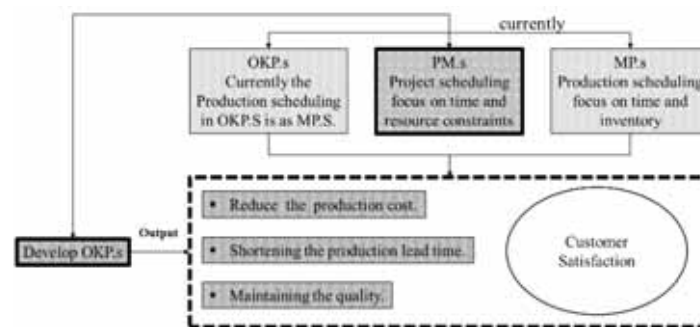 currently
OKP.s
Currently the
Production scheduling
in OKP.S is as MP.S.
PM.s
Project scheduling
focus on time and
resource constraints
MP.s
Production scheduling
focus on time and
inventory
Develop OKP.s
Output
Reduce the production cost.
Shortening the production lead time.
Maintaining the quality.
Customer
Satisfaction